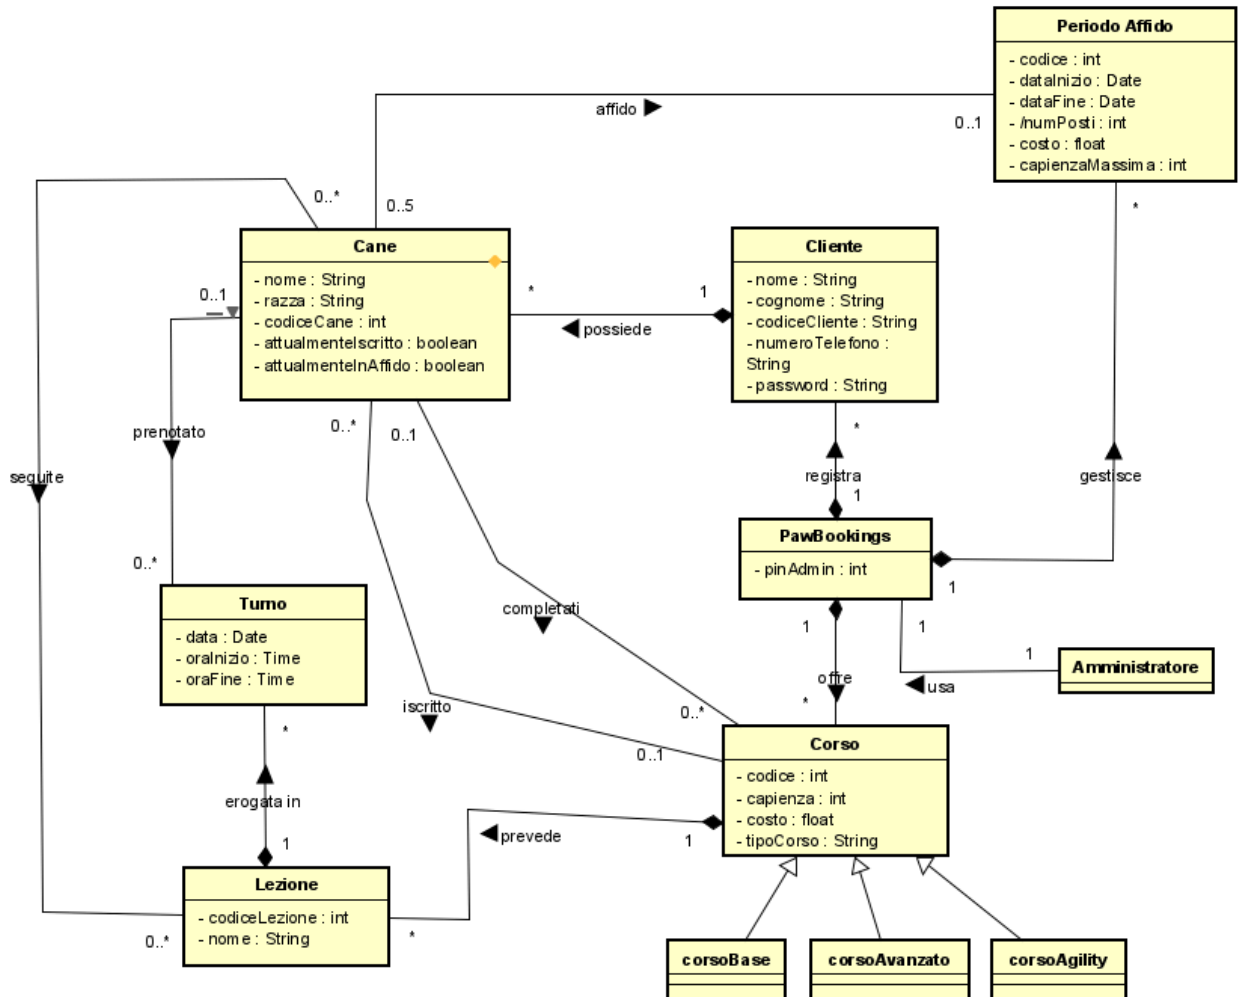 Periodo Affido
- codice : int
- dataInizio : Date
- dataFine : Date
- /numPosti : int
- costo : float
- capienzaMassima : int
affido
0..1
0..*
0..5
*
Cane
- nome : String
- razza : String
- codiceCane : int
- attualmenteIscritto : boolean
- attualmenteInAffido : boolean
Cliente
- nome : String
- cognome : String
- codiceCliente : String
- numeroTelefono :
String
- password : String
0..1
*
1
possiede
0..*
0..1
*
prenotato
seguite
registra
gestisce
1
PawBookings
- pinAdmin : int
1
0..*
completati
1
1
1
Amministratore
usa
offre
Turno
- data : Date
- oraInizio : Time
- oraFine : Time
iscritto
0..*
*
0..1
*
Corso
- codice : int
- capienza : int
- costo : float
- tipoCorso : String
erogata in
prevede
1
1
Lezione
- codiceLezione : int
- nome : String
0..*
*
corsoBase
corsoAvanzato
corsoAgility